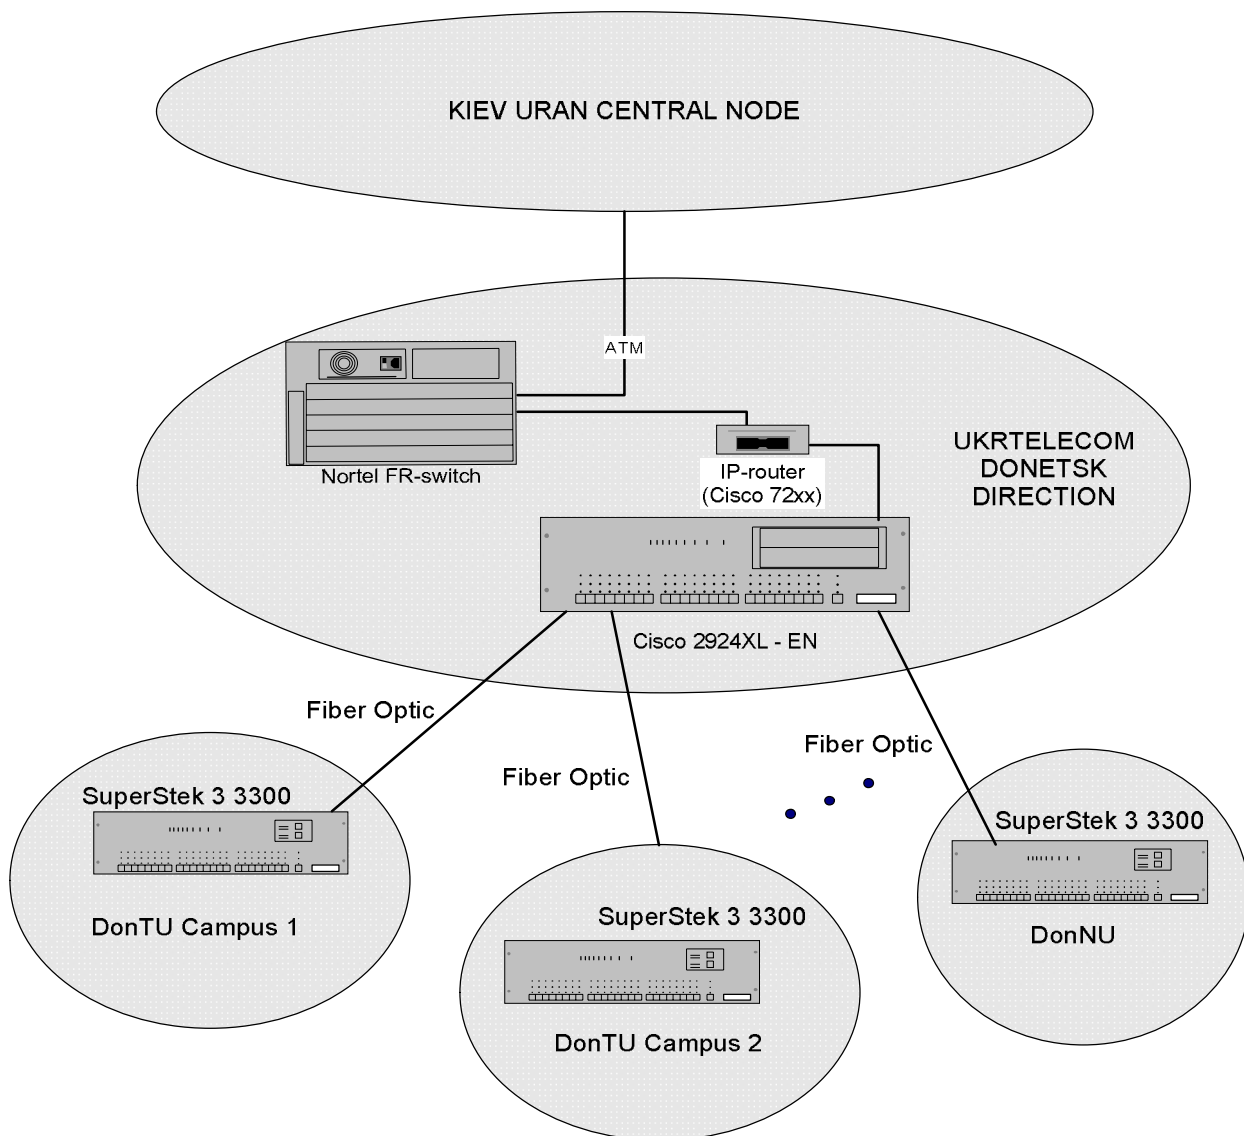 KIEV URAN CENTRAL NODE
ATM
Nortel FR-switch
IP-router
(Cisco 72xx)
UKRTELECOM
DONETSK
DIRECTION
Cisco 2924XL - EN
Fiber Optic
Fiber Optic
Fiber Optic
SuperStek 3 3300
DonTU Campus 1
SuperStek 3 3300
DonTU Campus 2
SuperStek 3 3300
DonNU